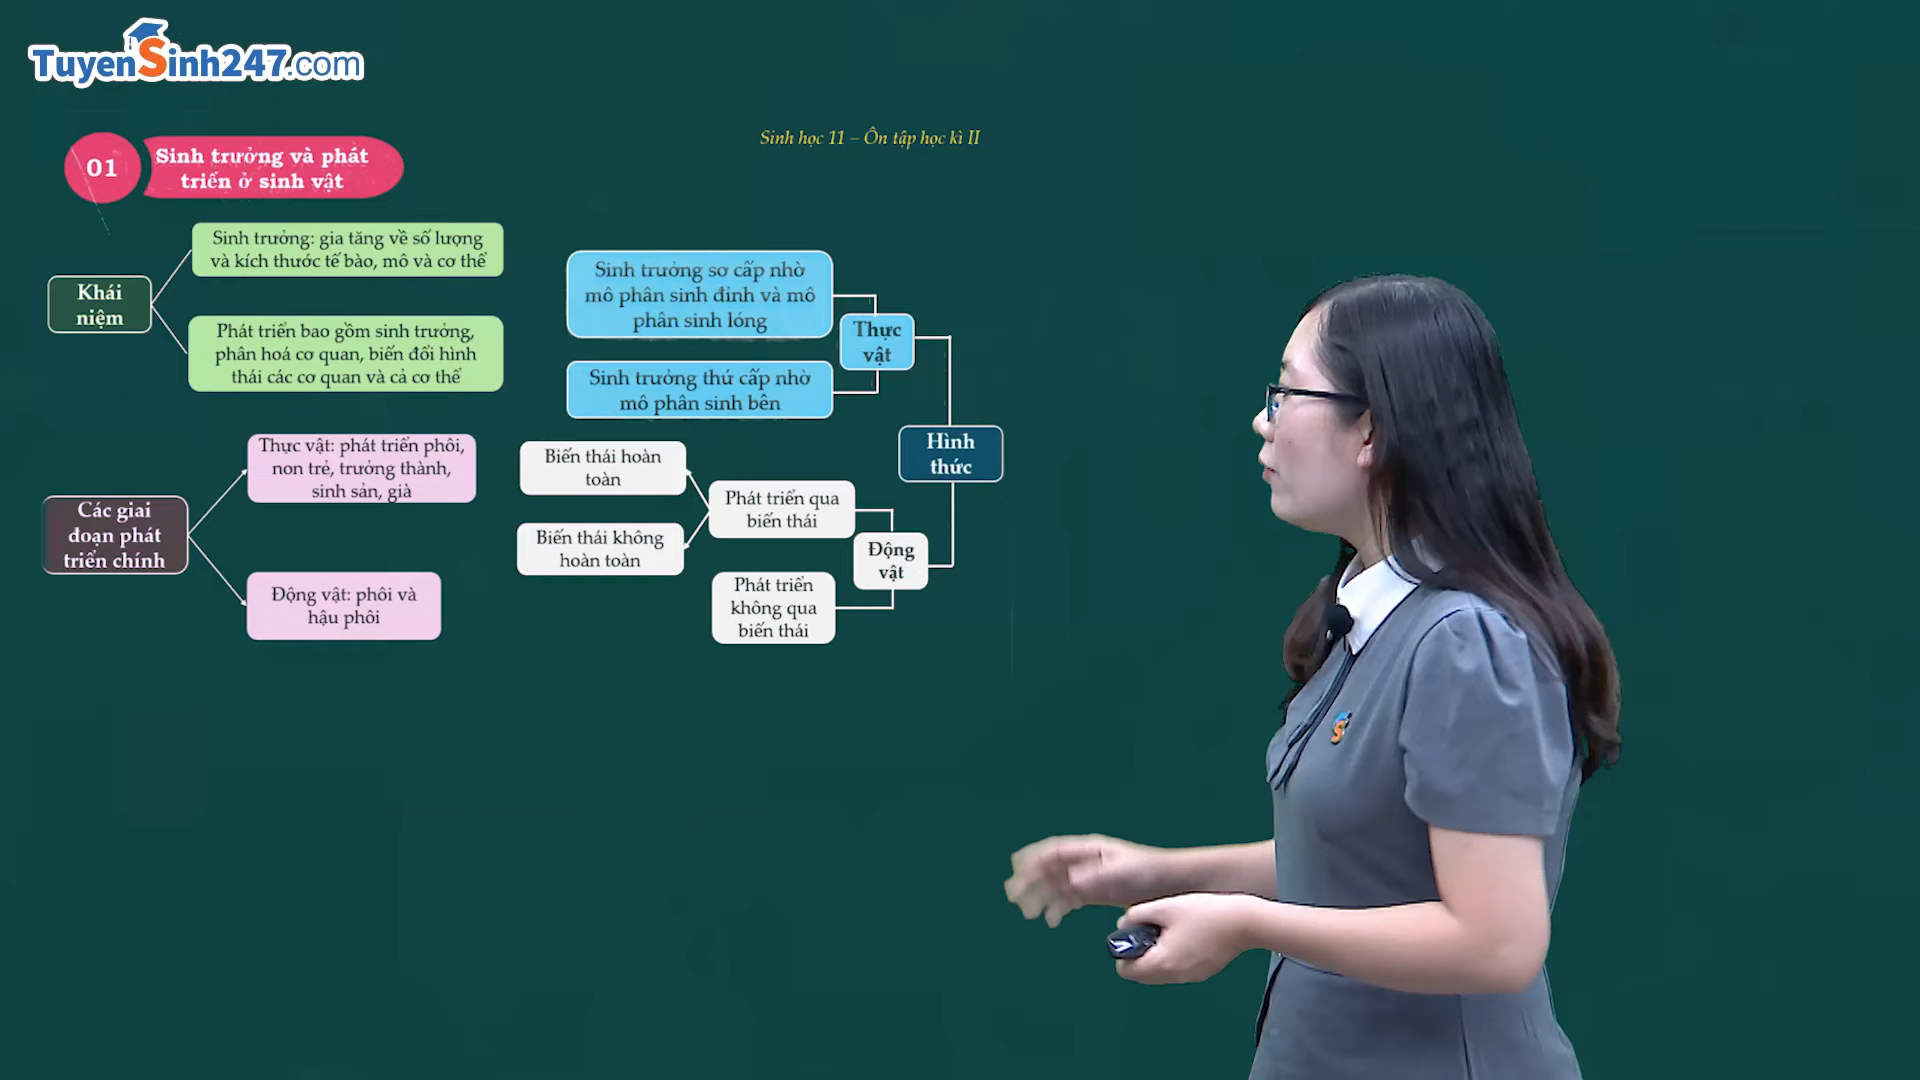 TuyenSinh247.com
Sinh học 11 – Ôn tập học kì II
01
Sinh trưởng và phát
triển ở sinh vật
Khái
niệm
Sinh trưởng: gia tăng về số lượng
và kích thước tế bào, mô và cơ thể
Phát triển bao gồm sinh trưởng,
phân hoá cơ quan, biến đổi hình
thái các cơ quan và cả cơ thể
Các giai
đoạn phát
triển chính
Thực vật: phát triển phôi,
non trẻ, trưởng thành,
sinh sản, già
Động vật: phôi và
hậu phôi
Hình
thức
Thực
vật
Sinh trưởng sơ cấp nhờ
mô phân sinh đỉnh và mô
phân sinh lóng
Sinh trưởng thứ cấp nhờ
mô phân sinh bên
Động
vật
Phát triển qua
biến thái
Biến thái hoàn
toàn
Biến thái không
hoàn toàn
Phát triển
không qua
biến thái
S